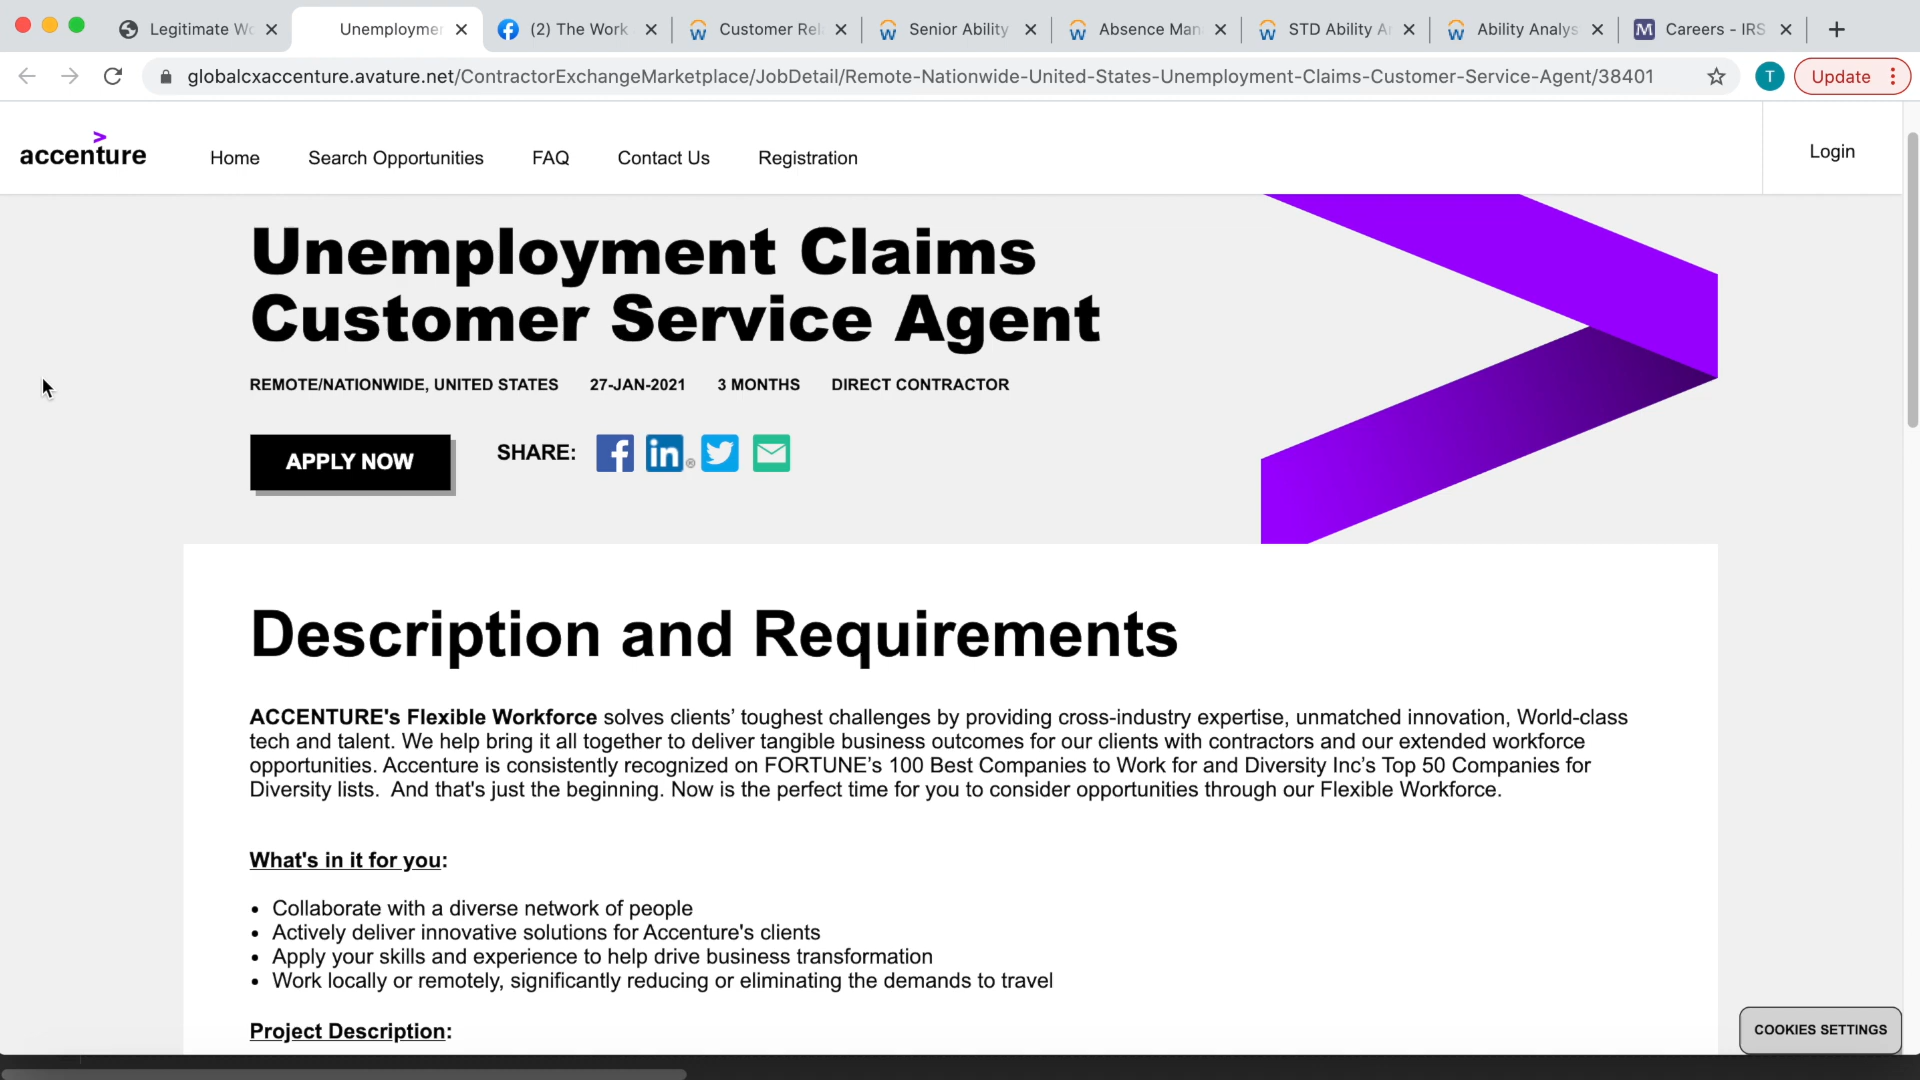 Legitimate Wo
Unemploymen
(2) The Work
Customer Rel
Senior Ability
Absence Man
STD Ability A
Ability Analys
Careers - IRS
globalcxaccenture.avature.net/ContractorExchangeMarketplace/JobDetail/Remote-Nationwide-United-States-Unemployment-Claims-Customer-Service-Agent/38401
T
Update
accenture
Home
Search Opportunities
FAQ
Contact Us
Registration
Login
Unemployment Claims
Customer Service Agent
REMOTE/NATIONWIDE, UNITED STATES 27-JAN-2021 3 MONTHS DIRECT CONTRACTOR
APPLY NOW
SHARE:
Description and Requirements
ACCENTURE's Flexible Workforce solves clients’ toughest challenges by providing cross-industry expertise, unmatched innovation, World-class
tech and talent. We help bring it all together to deliver tangible business outcomes for our clients with contractors and our extended workforce
opportunities. Accenture is consistently recognized on FORTUNE’s 100 Best Companies to Work for and Diversity Inc’s Top 50 Companies for
Diversity lists. And that's just the beginning. Now is the perfect time for you to consider opportunities through our Flexible Workforce.
What's in it for you:
• Collaborate with a diverse network of people
• Actively deliver innovative solutions for Accenture's clients
• Apply your skills and experience to help drive business transformation
• Work locally or remotely, significantly reducing or eliminating the demands to travel
Project Description:
COOKIES SETTINGS